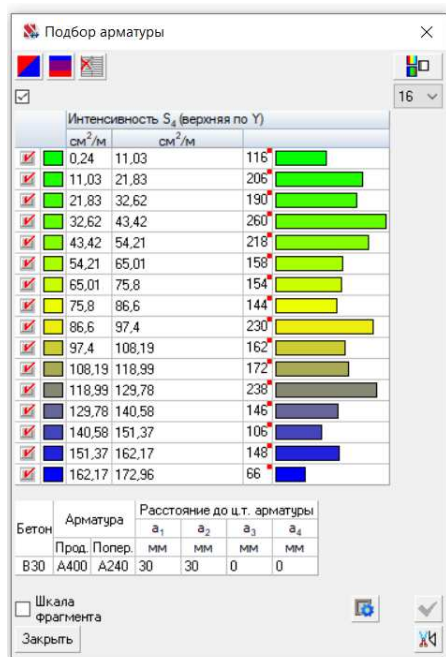 Подбор арматуры
16
Интенсивность S4 (верхняя по Y)
см2/м см2/м
0,24 11,03 116
11,03 21,83 206
21,83 32,62 190
32,62 43,42 260
43,42 54,21 218
54,21 65,01 158
65,01 75,8 154
75,8 86,6 144
86,6 97,4 230
97,4 108,19 162
108,19 118,99 172
118,99 129,78 238
129,78 140,58 146
140,58 151,37 106
151,37 162,17 148
162,17 172,96 66
Бетон Арматура Расстояние до ц.т. арматуры
a1 a2 a3 a4
Прод. Попер. мм мм мм мм
B30 A400 A240 30 30 0 0
Шкала
фрагмента
Закрыть